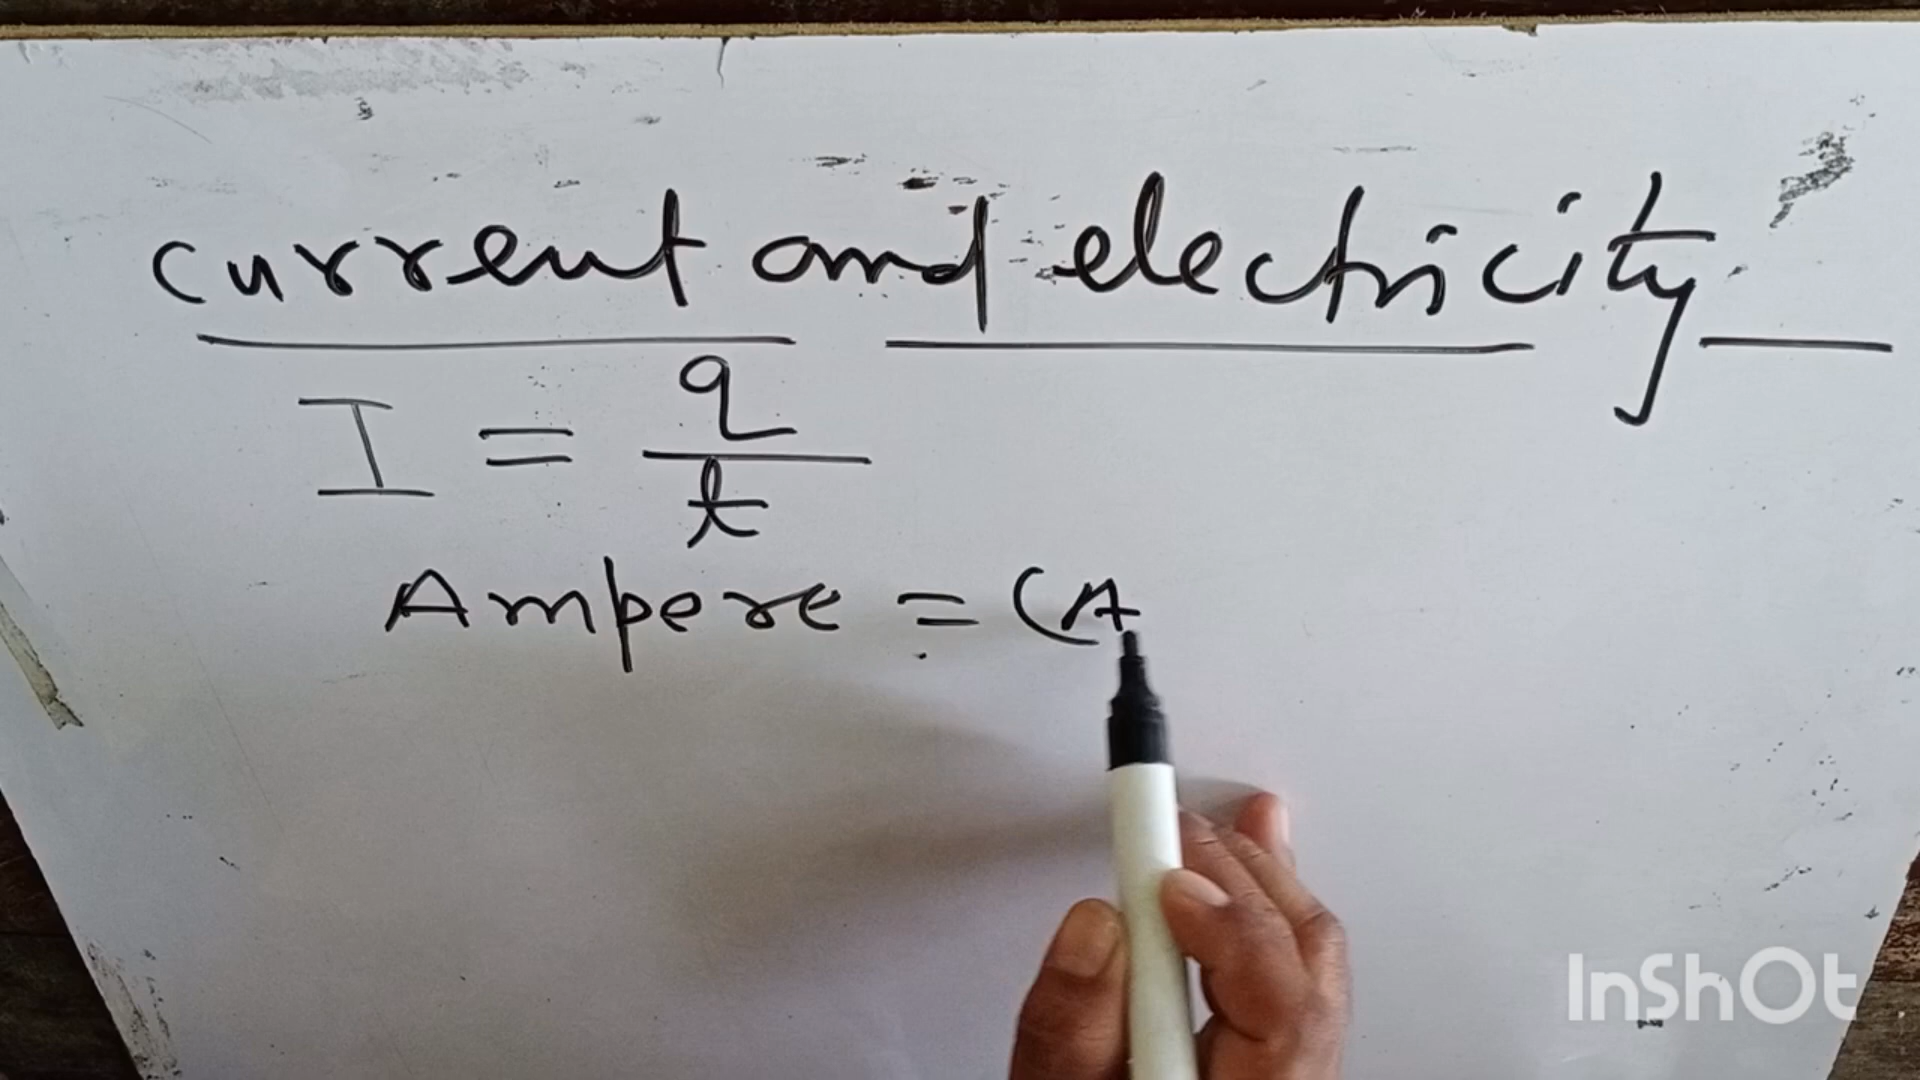 current and electricity
I = q/t
Ampere = (A
InShOt